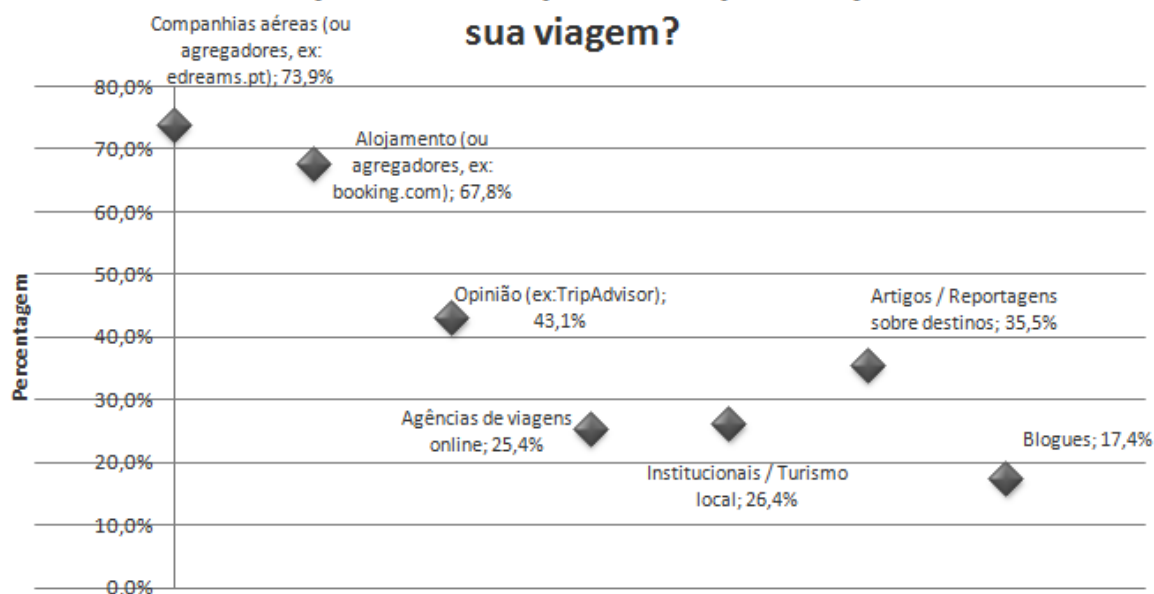 sua viagem?
Companhias aéreas (ou
agregadores, ex:
edreams.pt); 73,9%
Alojamento (ou
agregadores, ex:
booking.com); 67,8%
Opinião (ex:TripAdvisor);
43,1%
Agências de viagens
online; 25,4%
Institucionais / Turismo
local; 26,4%
Artigos / Reportagens
sobre destinos; 35,5%
Blogues; 17,4%
Percentagem
80,0%
70,0%
60,0%
50,0%
40,0%
30,0%
20,0%
10,0%
0,0%